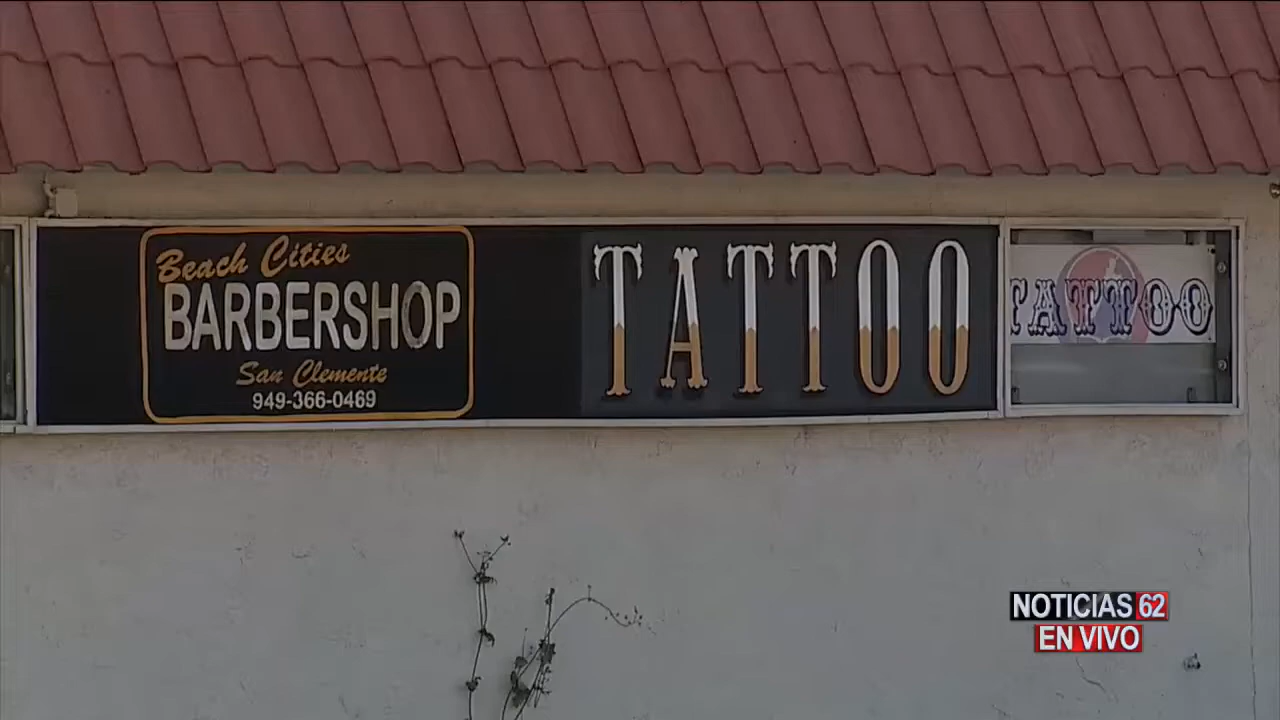 Beach Cities
BARBERSHOP
San Clemente
949-366-0469
TATTOO
TATTOO
NOTICIAS 62
EN VIVO